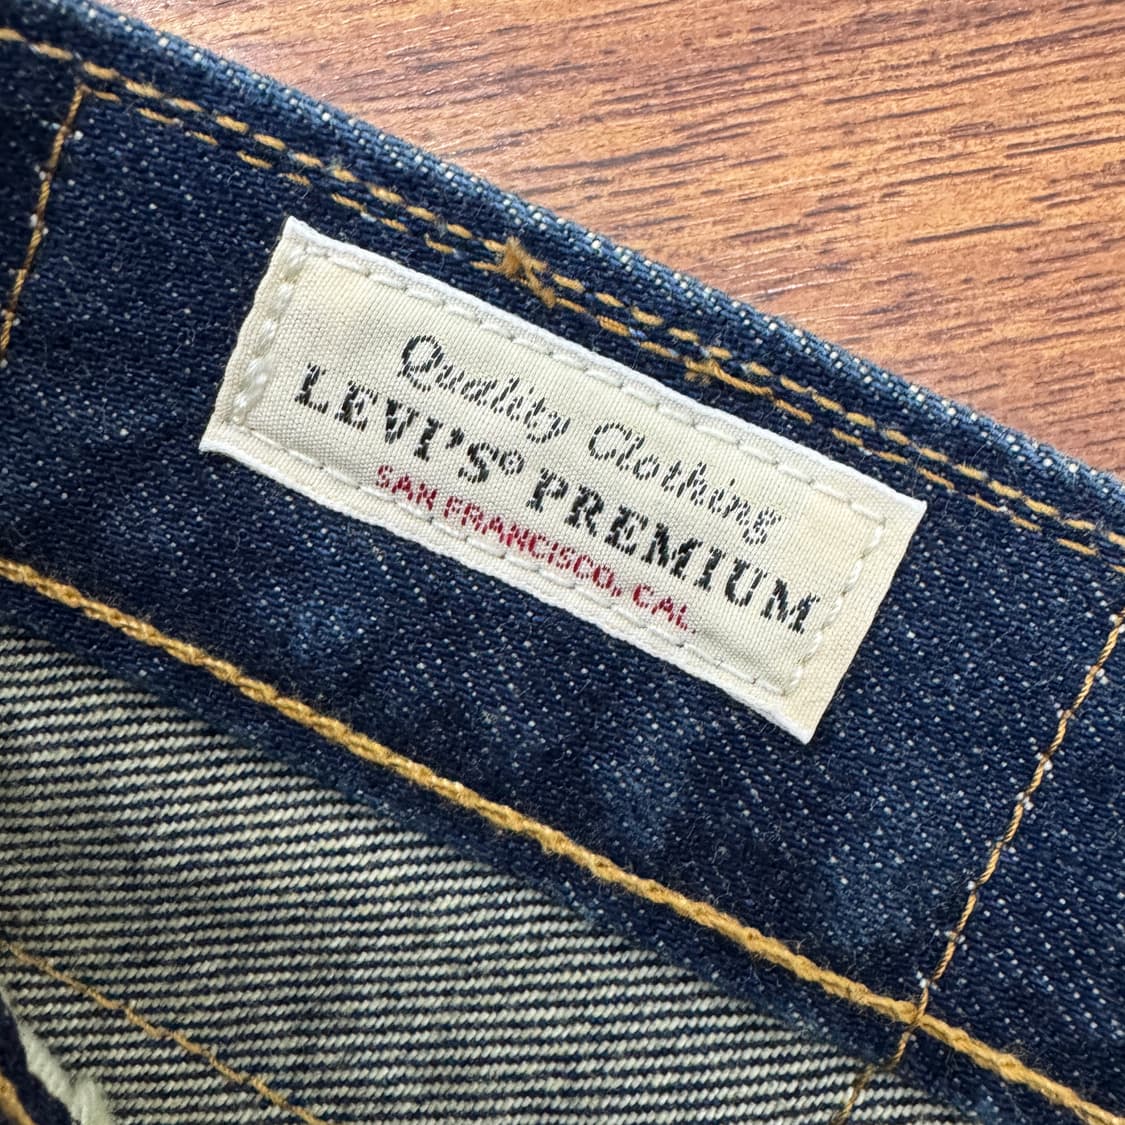 Quality Clothing
LEVI'S® PREMIUM
SAN FRANCISCO, CAL.